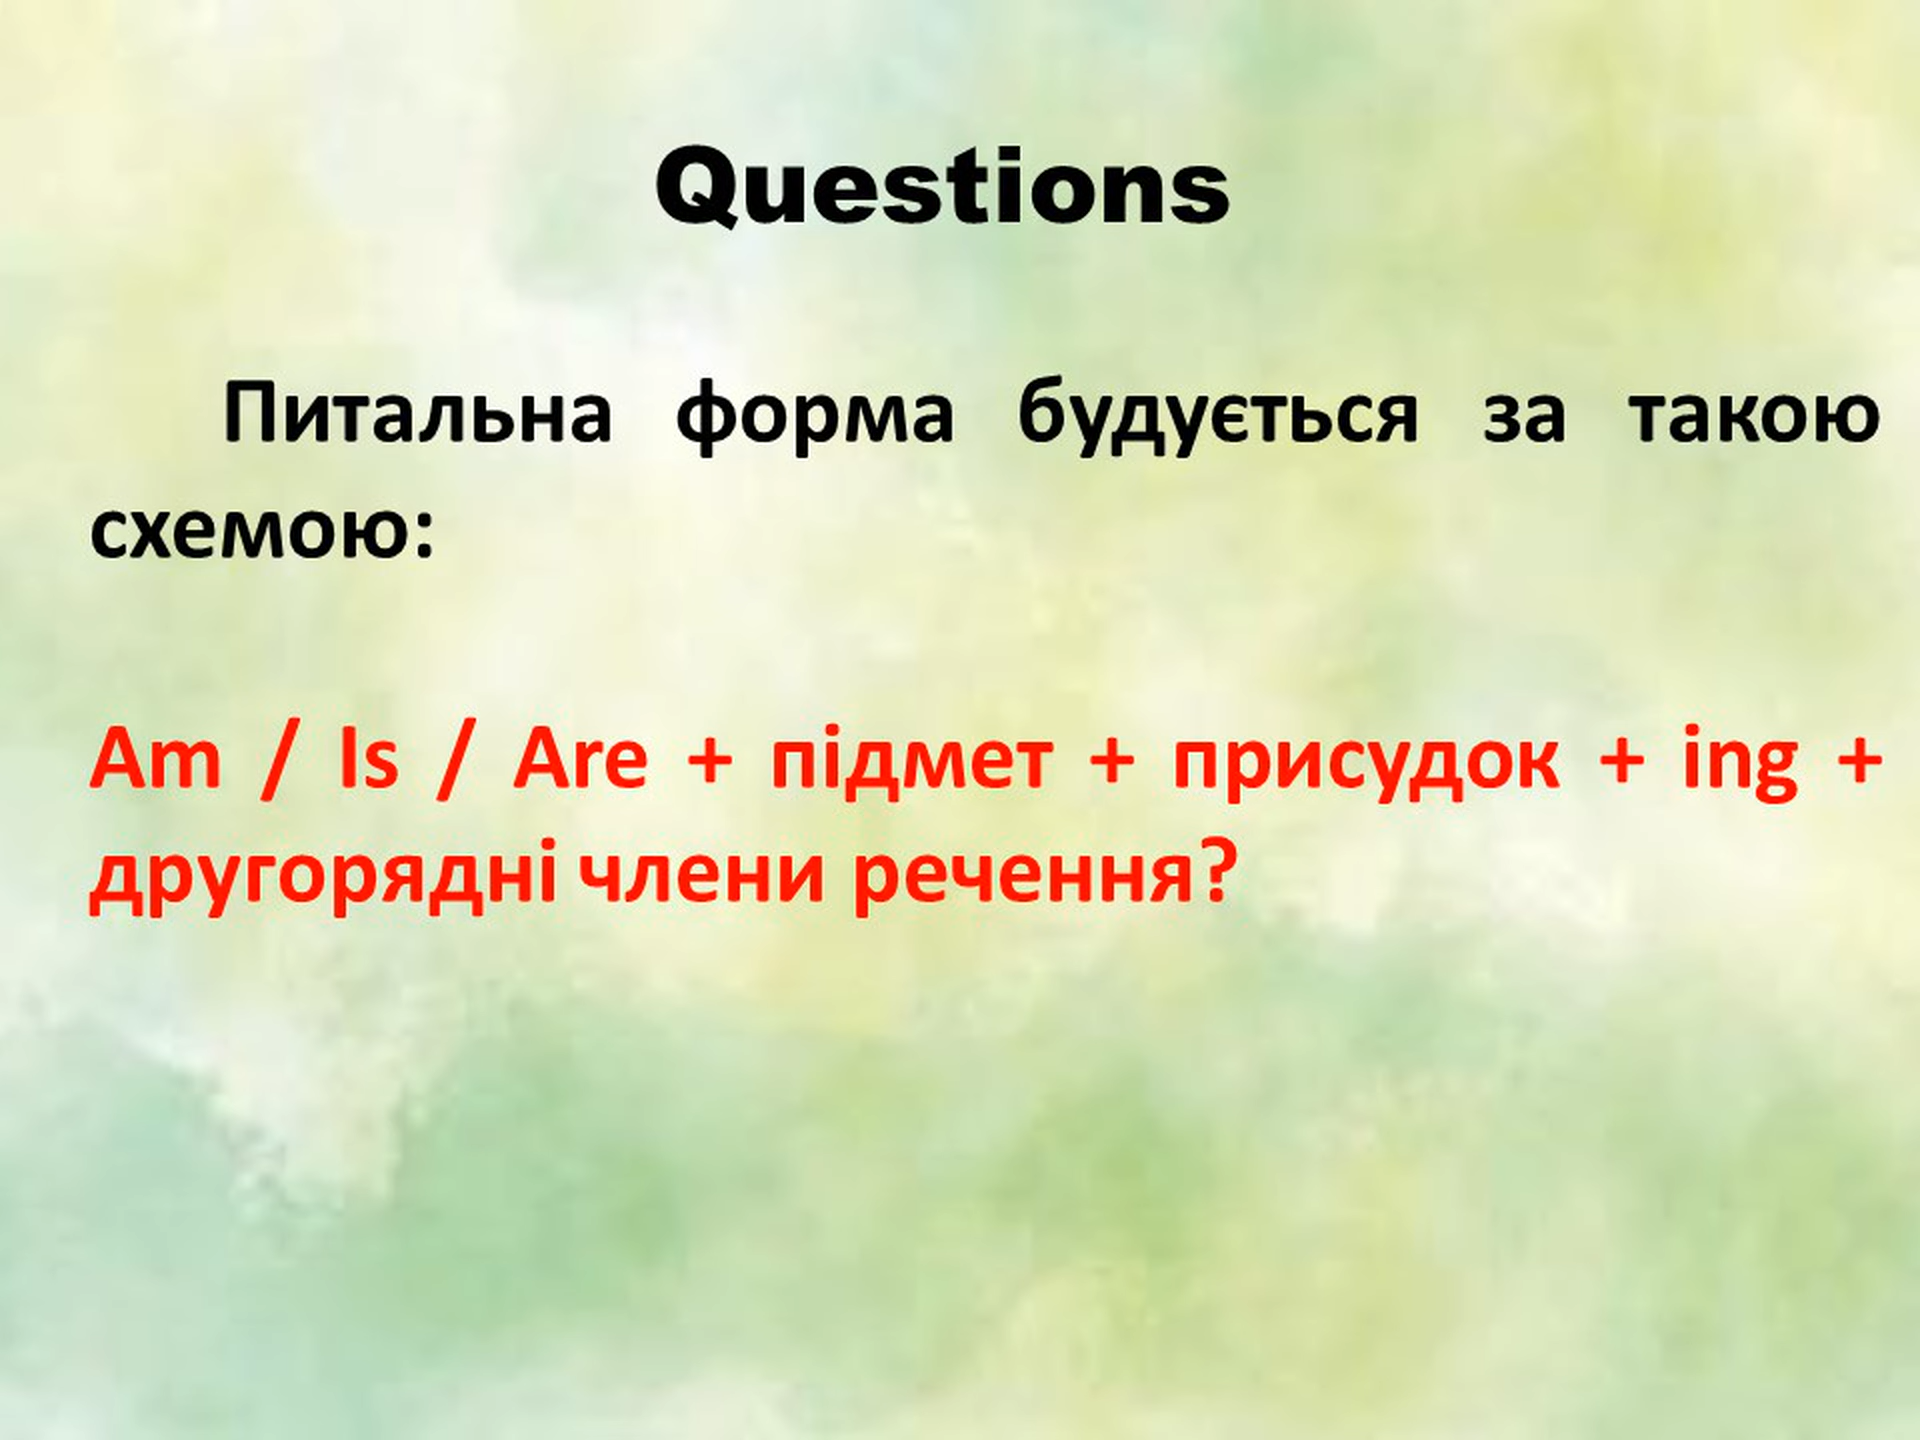 Questions
Питальна форма будується за такою
схемою:
Am / Is / Are + підмет + присудок + ing +
другорядні члени речення?